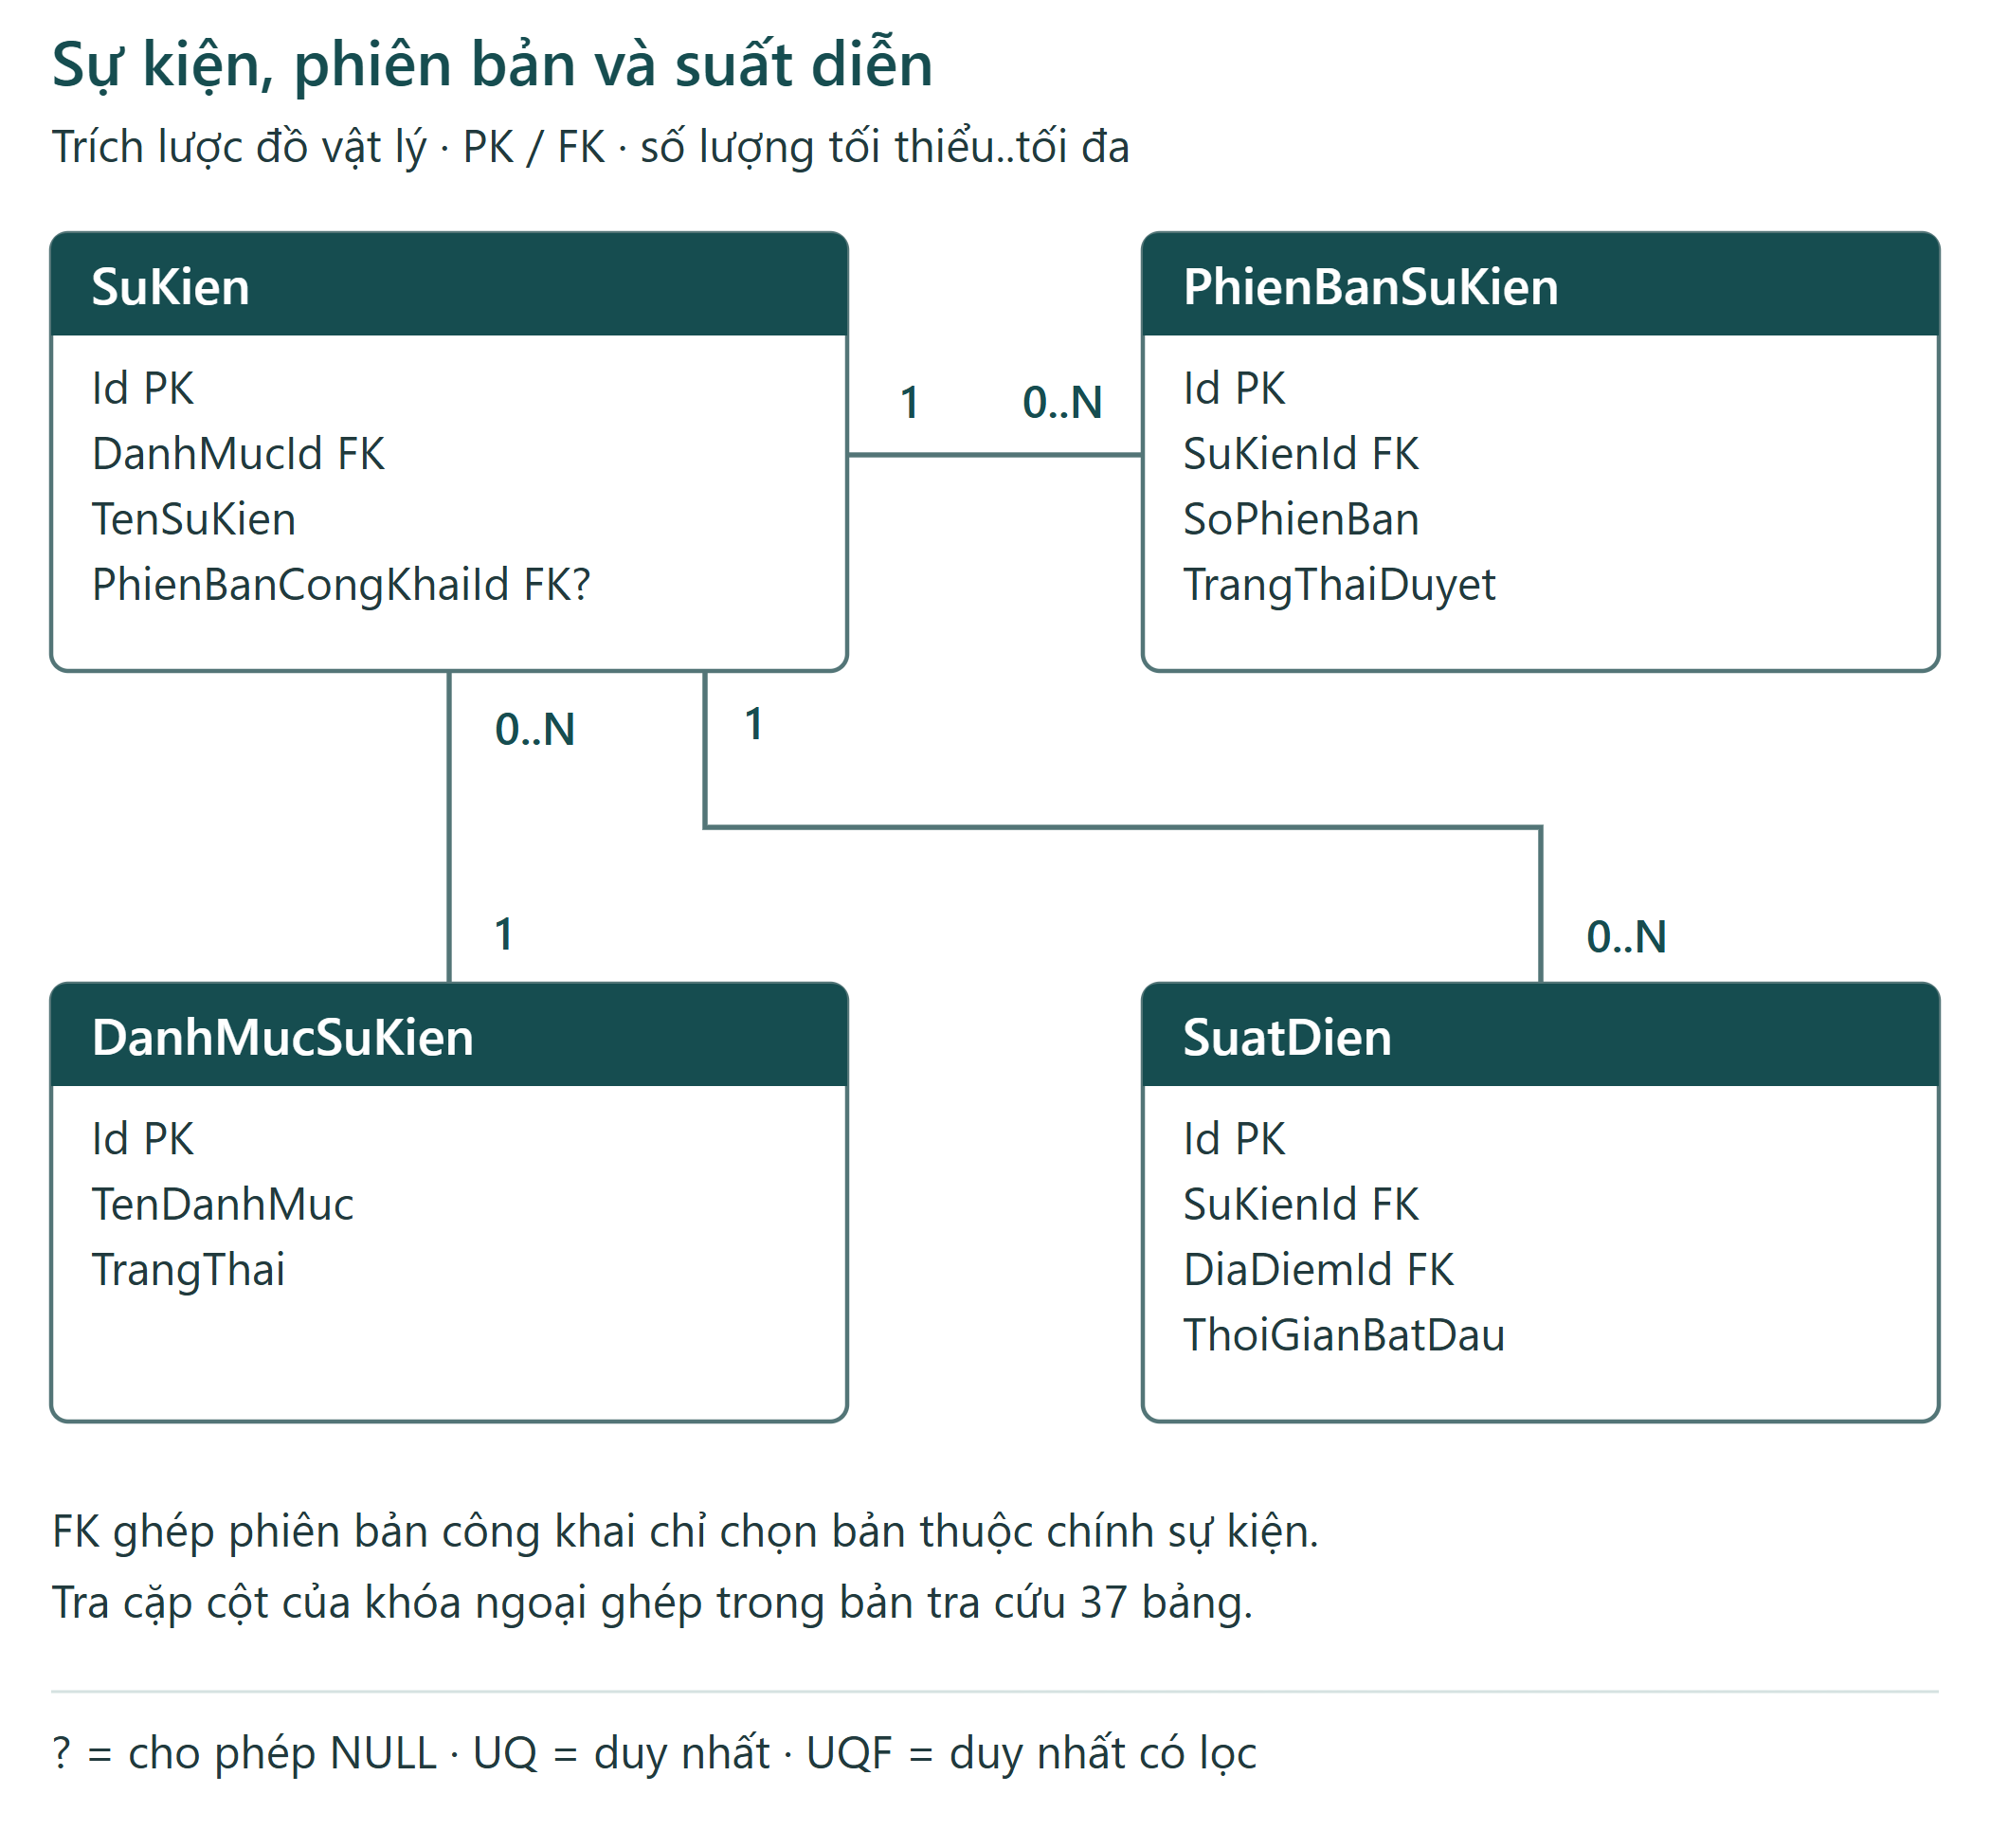 Sự kiện, phiên bản và suất diễn
Trích lược đồ vật lý · PK / FK · số lượng tối thiểu..tối đa
SuKien
Id PK
DanhMucId FK
TenSuKien
PhienBanCongKhaiId FK?
1
0..N
PhienBanSuKien
Id PK
SuKienId FK
SoPhienBan
TrangThaiDuyet
0..N
1
1
0..N
DanhMucSuKien
Id PK
TenDanhMuc
TrangThai
SuatDien
Id PK
SuKienId FK
DiaDiemId FK
ThoiGianBatDau
FK ghép phiên bản công khai chỉ chọn bản thuộc chính sự kiện.
Tra cặp cột của khóa ngoại ghép trong bản tra cứu 37 bảng.
? = cho phép NULL · UQ = duy nhất · UQF = duy nhất có lọc